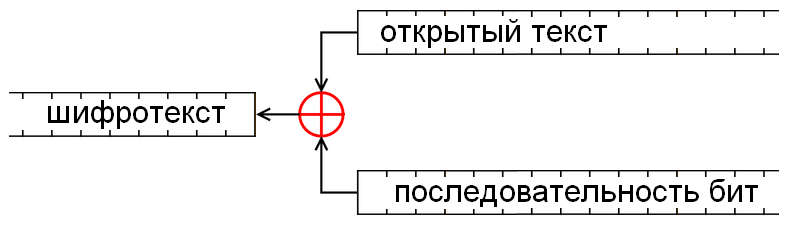 открытый текст
шифротекст
последовательность бит